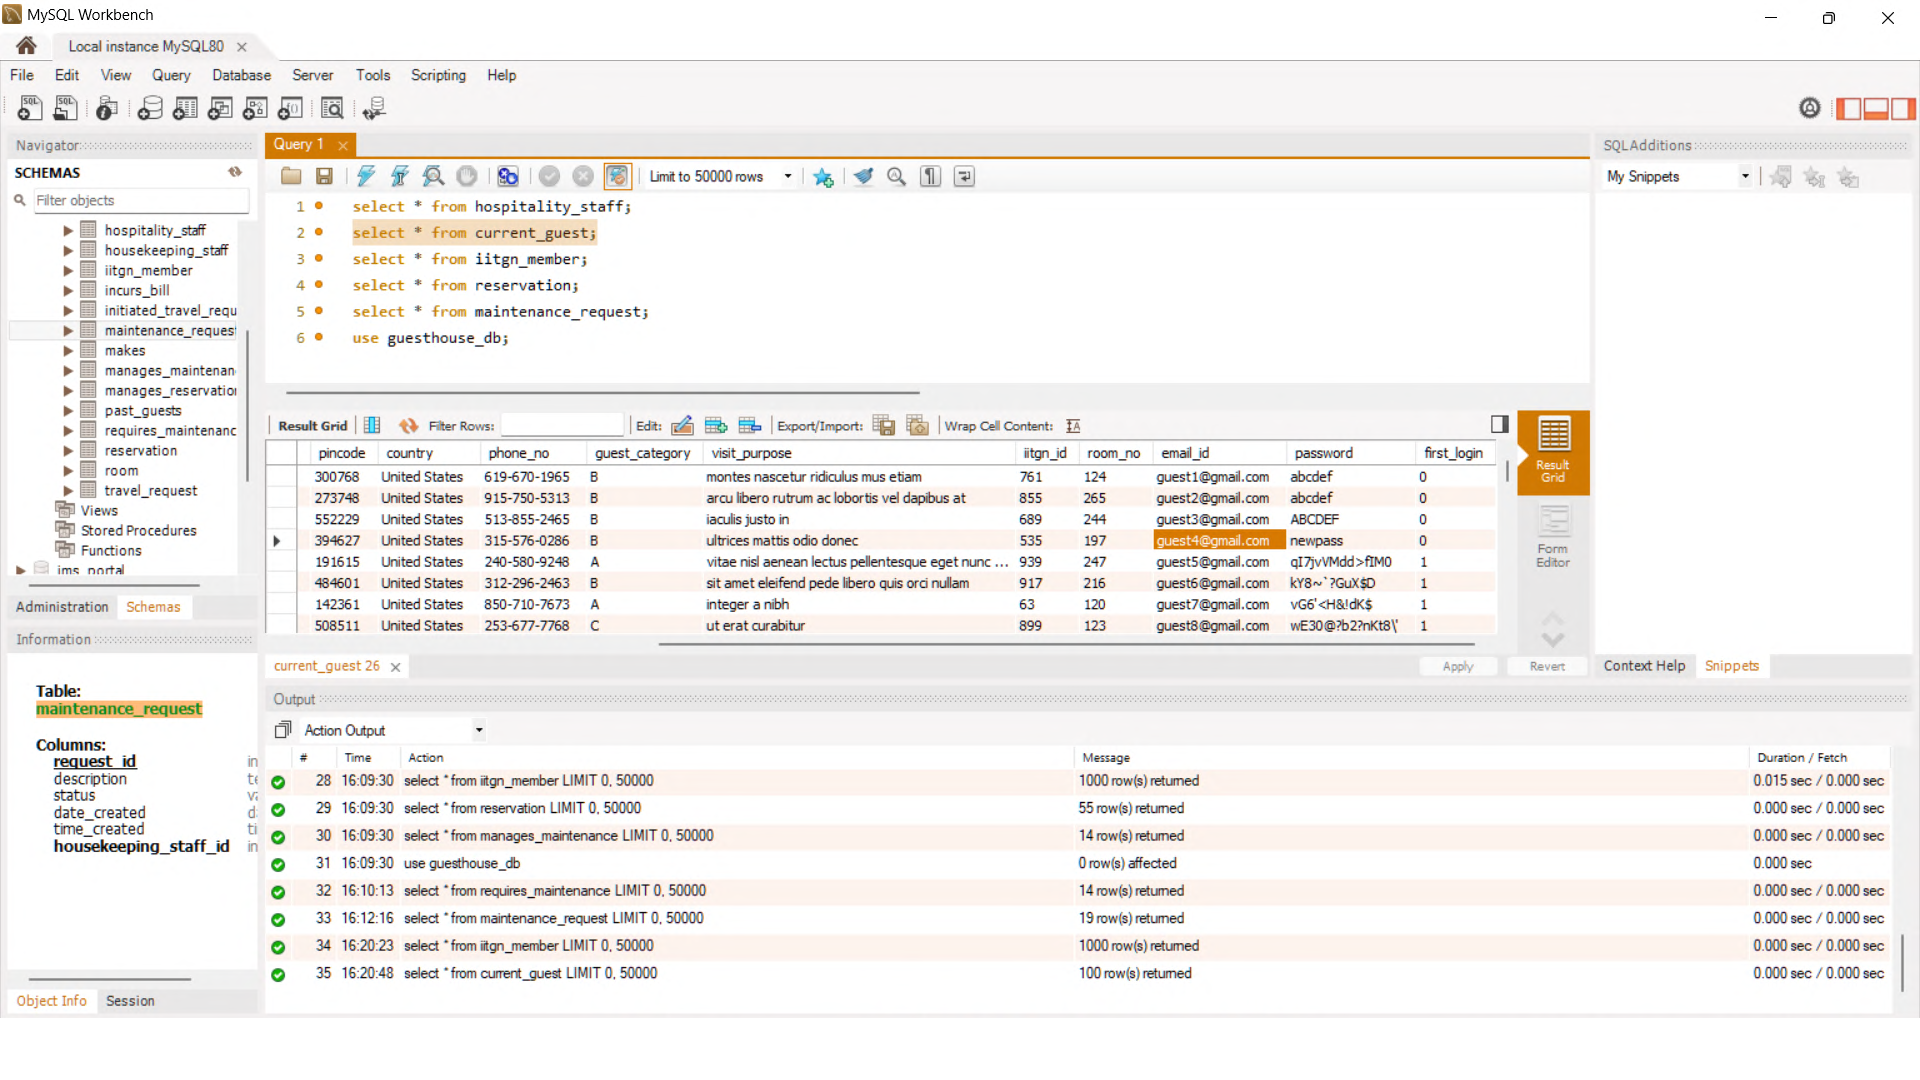 MySQL Workbench
Local instance MySQL80
File Edit View Query Database Server Tools Scripting Help
Navigator
SCHEMAS
Filter objects
hospitality_staff
housekeeping_staff
iitgn_member
incurs_bill
initiated_travel_requ
maintenance_request
makes
manages_maintenan
manages_reservation
past_guests
requires_maintenanc
reservation
room
travel_request
Views
Stored Procedures
Functions
ims_portal
Administration Schemas
Information
Table:
maintenance_request
Columns:
request_id in
description te
status va
date_created d
time_created ti
housekeeping_staff_id in
Object Info Session
Query 1
Limit to 50000 rows
1 select * from hospitality_staff;
2 select * from current_guest;
3 select * from iitgn_member;
4 select * from reservation;
5 select * from maintenance_request;
6 use guesthouse_db;
Result Grid Filter Rows: Edit: Export/Import: Wrap Cell Content:
pincode country phone_no guest_category visit_purpose iitgn_id room_no email_id password first_login
300768 United States 619-670-1965 B montes nascetur ridiculus mus etiam 761 124 guest1@gmail.com abcdef 0
273748 United States 915-750-5313 B arcu libero rutrum ac lobortis vel dapibus at 855 265 guest2@gmail.com abcdef 0
552229 United States 513-855-2465 B iaculis justo in 689 244 guest3@gmail.com ABCDEF 0
394627 United States 315-576-0286 B ultrices mattis odio donec 535 197 guest4@gmail.com newpass 0
191615 United States 240-580-9248 A vitae nisl aenean lectus pellentesque eget nunc ... 939 247 guest5@gmail.com qI7jvVMdd>fIM0 1
484601 United States 312-296-2463 B sit amet eleifend pede libero quis orci nullam 917 216 guest6@gmail.com kY8~`?GuX$D 1
142361 United States 850-710-7673 A integer a nibh 63 120 guest7@gmail.com vG6'<H&!dK$ 1
508511 United States 253-677-7768 C ut erat curabitur 899 123 guest8@gmail.com wE30@?b2?nKt8\' 1
Result Grid
Form Editor
current_guest 26
Apply Revert
SQLAdditions
My Snippets
Context Help Snippets
Output
Action Output
# Time Action Message Duration / Fetch
28 16:09:30 select * from iitgn_member LIMIT 0, 50000 1000 row(s) returned 0.015 sec / 0.000 sec
29 16:09:30 select * from reservation LIMIT 0, 50000 55 row(s) returned 0.000 sec / 0.000 sec
30 16:09:30 select * from manages_maintenance LIMIT 0, 50000 14 row(s) returned 0.000 sec / 0.000 sec
31 16:09:30 use guesthouse_db 0 row(s) affected 0.000 sec
32 16:10:13 select * from requires_maintenance LIMIT 0, 50000 14 row(s) returned 0.000 sec / 0.000 sec
33 16:12:16 select * from maintenance_request LIMIT 0, 50000 19 row(s) returned 0.000 sec / 0.000 sec
34 16:20:23 select * from iitgn_member LIMIT 0, 50000 1000 row(s) returned 0.000 sec / 0.000 sec
35 16:20:48 select * from current_guest LIMIT 0, 50000 100 row(s) returned 0.000 sec / 0.000 sec